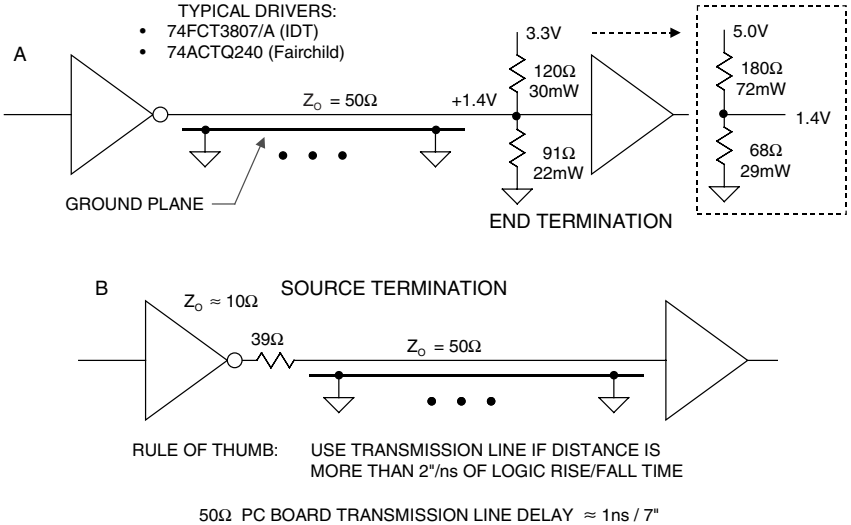 TYPICAL DRIVERS:
• 74FCT3807/A (IDT)
• 74ACTQ240 (Fairchild)
A
3.3V
5.0V
120Ω
30mW
180Ω
72mW
Z₀ = 50Ω
+1.4V
1.4V
91Ω
22mW
68Ω
29mW
GROUND PLANE
END TERMINATION
B
Z₀ ≈ 10Ω
SOURCE TERMINATION
39Ω
Z₀ = 50Ω
RULE OF THUMB: USE TRANSMISSION LINE IF DISTANCE IS
MORE THAN 2"/ns OF LOGIC RISE/FALL TIME
50Ω PC BOARD TRANSMISSION LINE DELAY ≈ 1ns / 7"